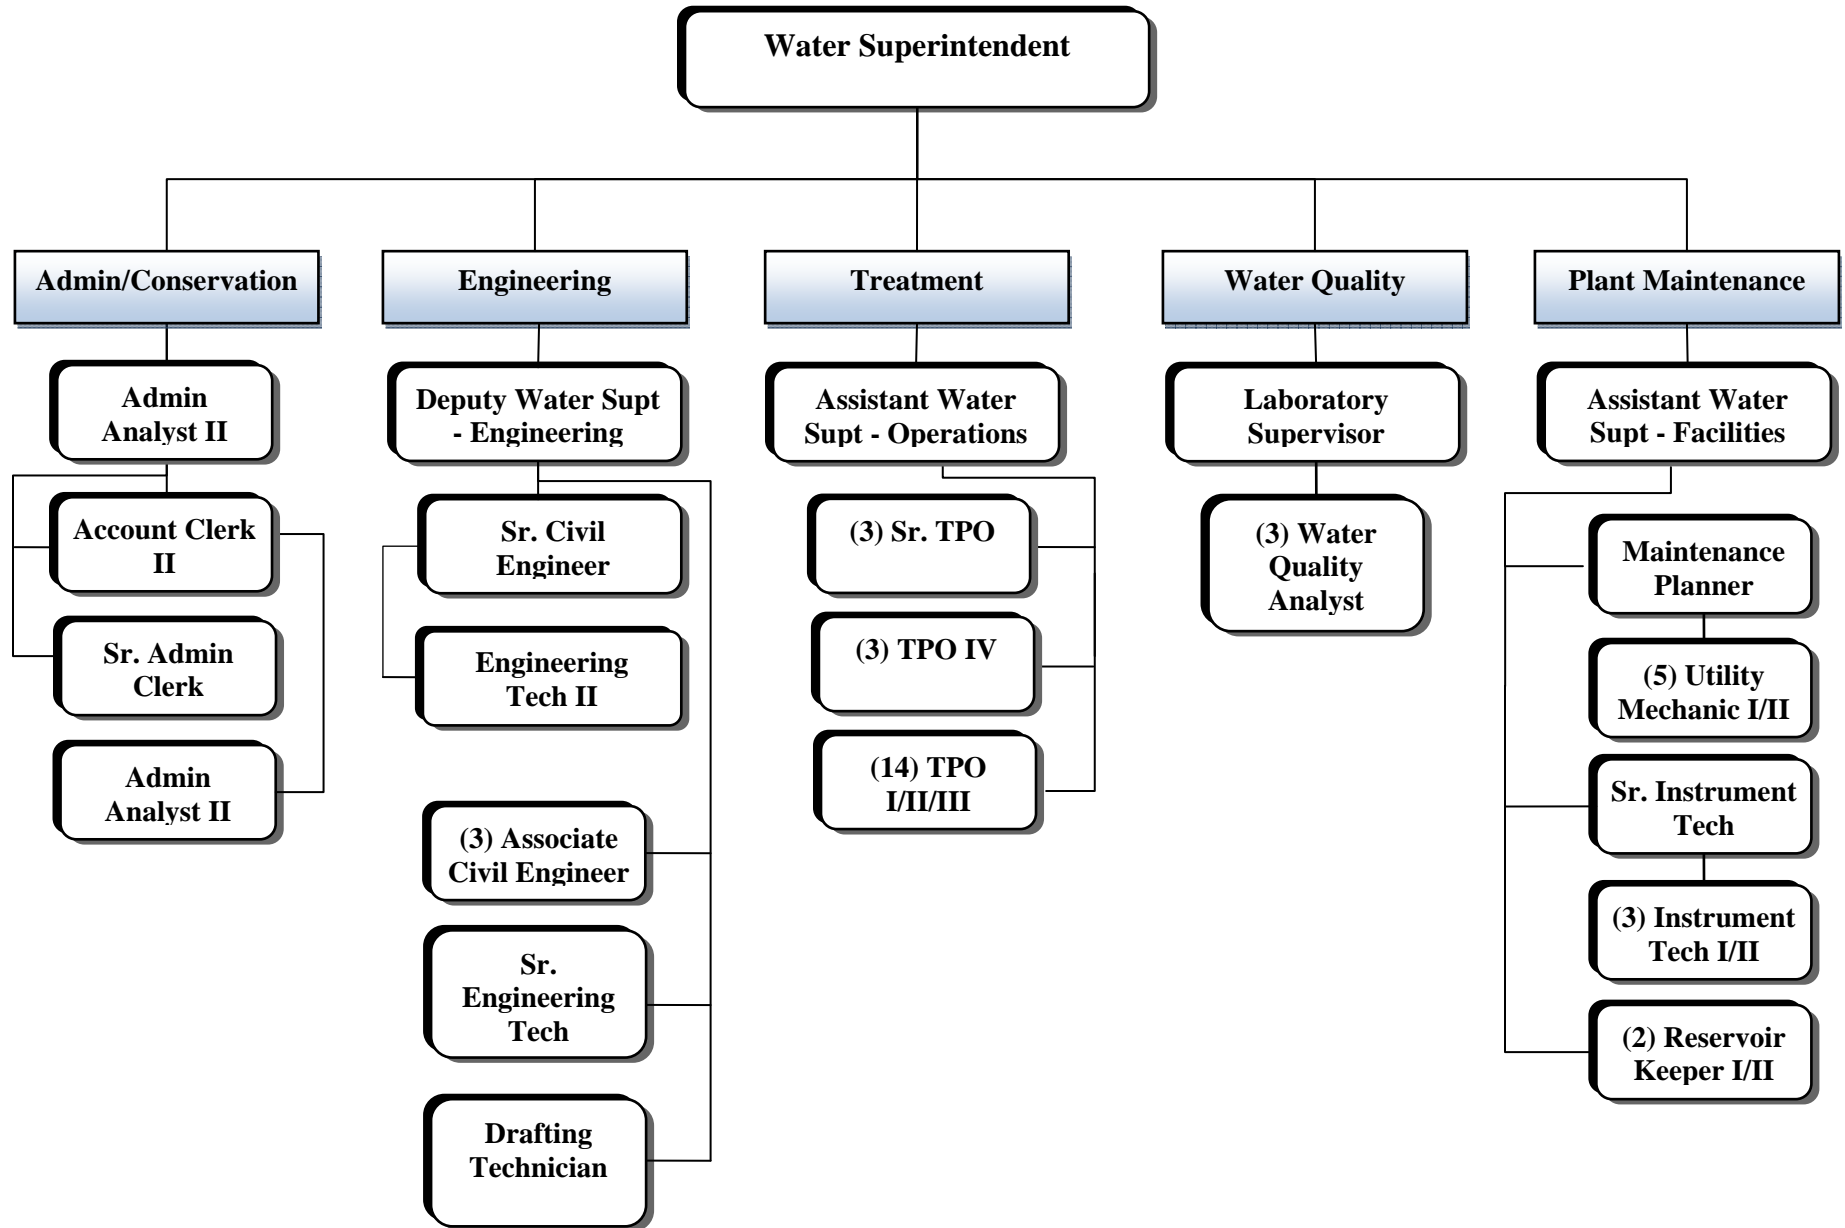 Water Superintendent
Admin/Conservation
Engineering
Treatment
Water Quality
Plant Maintenance
Admin
Analyst II
Account Clerk
II
Sr. Admin
Clerk
Admin
Analyst II
Deputy Water Supt
- Engineering
Sr. Civil
Engineer
Engineering
Tech II
(3) Associate
Civil Engineer
Sr.
Engineering
Tech
Drafting
Technician
Assistant Water
Supt - Operations
(3) Sr. TPO
(3) TPO IV
(14) TPO
I/II/III
Laboratory
Supervisor
(3) Water
Quality
Analyst
Assistant Water
Supt - Facilities
Maintenance
Planner
(5) Utility
Mechanic I/II
Sr. Instrument
Tech
(3) Instrument
Tech I/II
(2) Reservoir
Keeper I/II